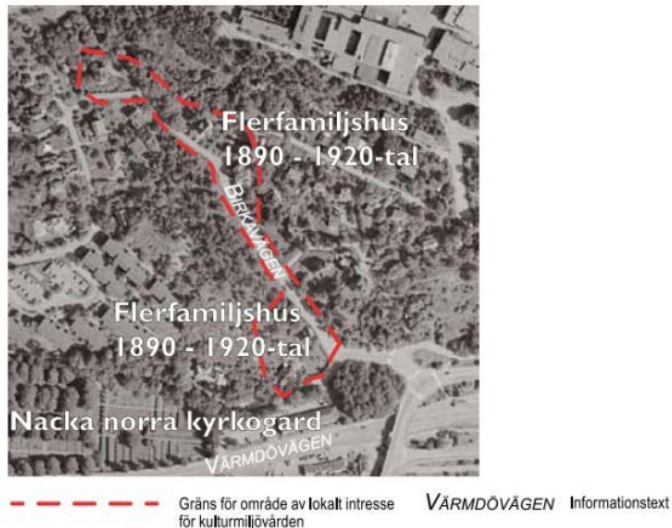 Flerfamiljshus
1890 - 1920-tal
BIRKAVÄGEN
Flerfamiljshus
1890 - 1920-tal
Nacka norra kyrkogard
VÄRMDÖVÄGEN
Gräns för område av lokalt intresse
för kulturmiljövården
VÄRMDÖVÄGEN Informationstext